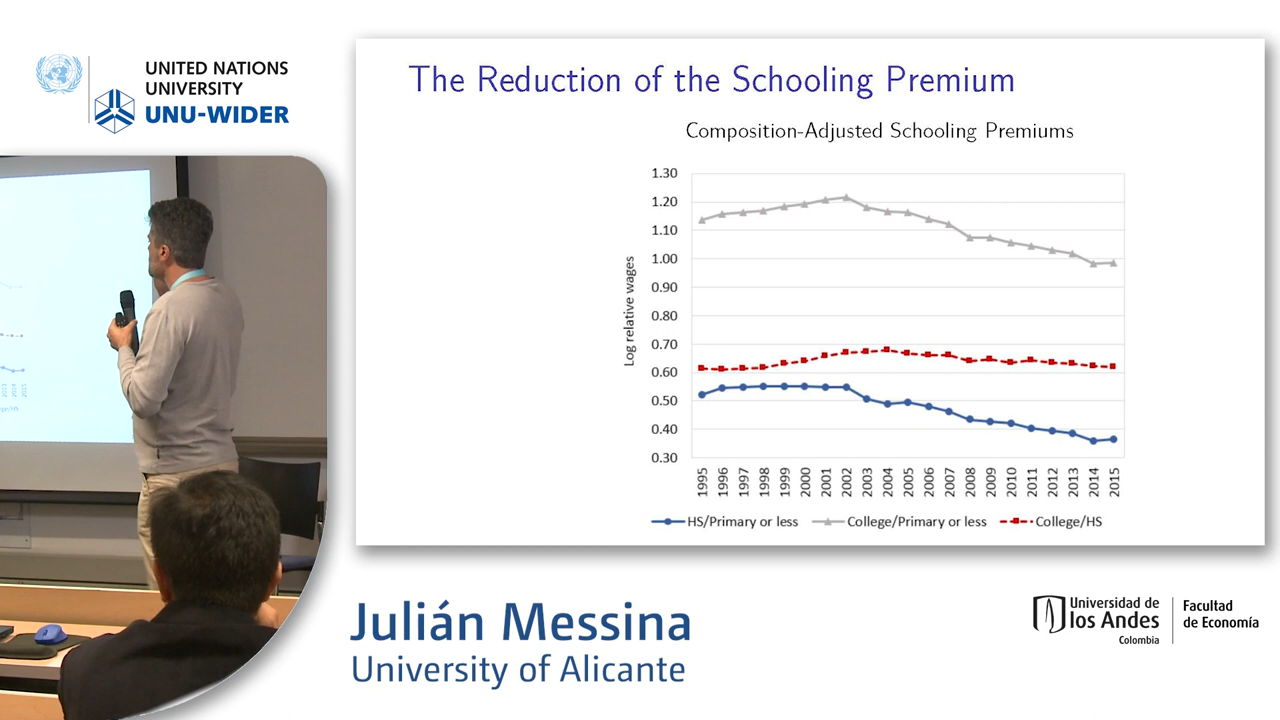 UNITED NATIONS
UNIVERSITY
UNU-WIDER
The Reduction of the Schooling Premium
Composition-Adjusted Schooling Premiums
Log relative wages
1.30
1.20
1.10
1.00
0.90
0.80
0.70
0.60
0.50
0.40
0.30
1995
1996
1997
1998
1999
2000
2001
2002
2003
2004
2005
2006
2007
2008
2009
2010
2011
2012
2013
2014
2015
HS/Primary or less
College/Primary or less
College/HS
2013
2014
2015
Julián Messina
University of Alicante
Universidad de
los Andes
Colombia
Facultad
de Economía